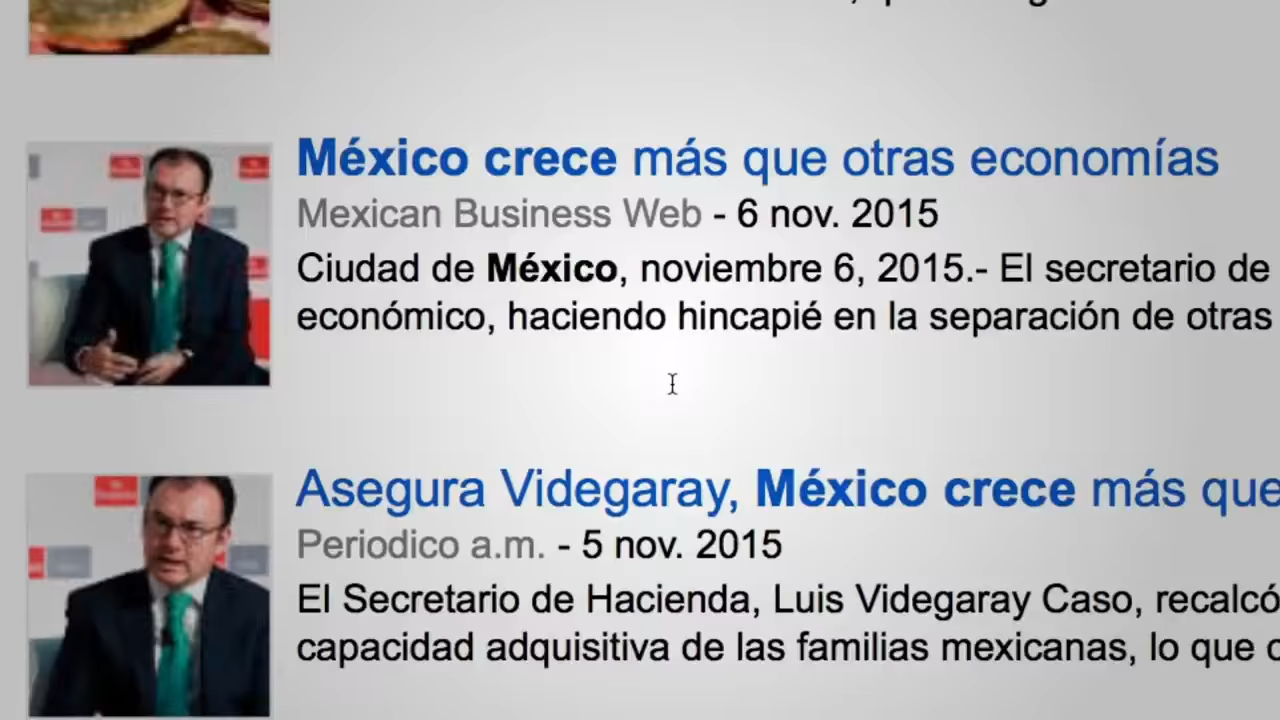 México crece más que otras economías
Mexican Business Web - 6 nov. 2015
Ciudad de México, noviembre 6, 2015.- El secretario de
económico, haciendo hincapié en la separación de otras
Asegura Videgaray, México crece más que
Periodico a.m. - 5 nov. 2015
El Secretario de Hacienda, Luis Videgaray Caso, recalcó
capacidad adquisitiva de las familias mexicanas, lo que